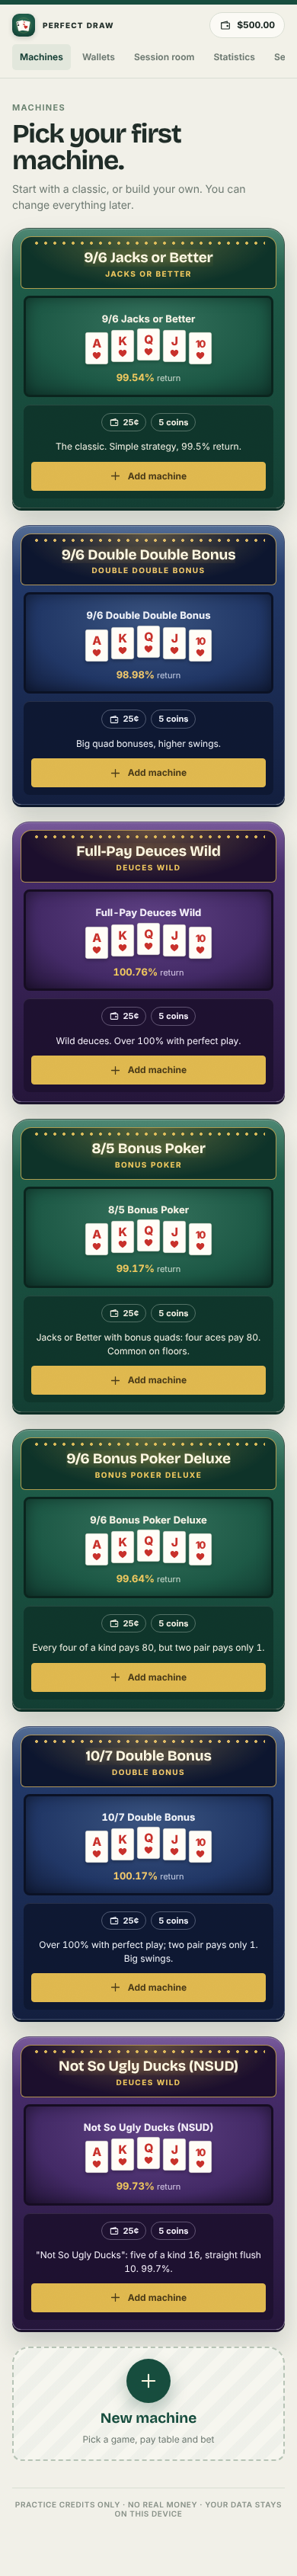 PERFECT DRAW
$500.00
Machines Wallets Session room Statistics Se
MACHINES
Pick your first
machine.
Start with a classic, or build your own. You can
change everything later.
9/6 Jacks or Better
JACKS OR BETTER
9/6 Jacks or Better
A K Q J 10
99.54% return
25¢ 5 coins
The classic. Simple strategy, 99.5% return.
Add machine
9/6 Double Double Bonus
DOUBLE DOUBLE BONUS
9/6 Double Double Bonus
A K Q J 10
98.98% return
25¢ 5 coins
Big quad bonuses, higher swings.
Add machine
Full-Pay Deuces Wild
DEUCES WILD
Full-Pay Deuces Wild
A K Q J 10
100.76% return
25¢ 5 coins
Wild deuces. Over 100% with perfect play.
Add machine
8/5 Bonus Poker
BONUS POKER
8/5 Bonus Poker
A K Q J 10
99.17% return
25¢ 5 coins
Jacks or Better with bonus quads: four aces pay 80.
Common on floors.
Add machine
9/6 Bonus Poker Deluxe
BONUS POKER DELUXE
9/6 Bonus Poker Deluxe
A K Q J 10
99.64% return
25¢ 5 coins
Every four of a kind pays 80, but two pair pays only 1.
Add machine
10/7 Double Bonus
DOUBLE BONUS
10/7 Double Bonus
A K Q J 10
100.17% return
25¢ 5 coins
Over 100% with perfect play; two pair pays only 1.
Big swings.
Add machine
Not So Ugly Ducks (NSUD)
DEUCES WILD
Not So Ugly Ducks (NSUD)
A K Q J 10
99.73% return
25¢ 5 coins
"Not So Ugly Ducks": five of a kind 16, straight flush
10. 99.7%.
Add machine
New machine
Pick a game, pay table and bet
PRACTICE CREDITS ONLY · NO REAL MONEY · YOUR DATA STAYS
ON THIS DEVICE